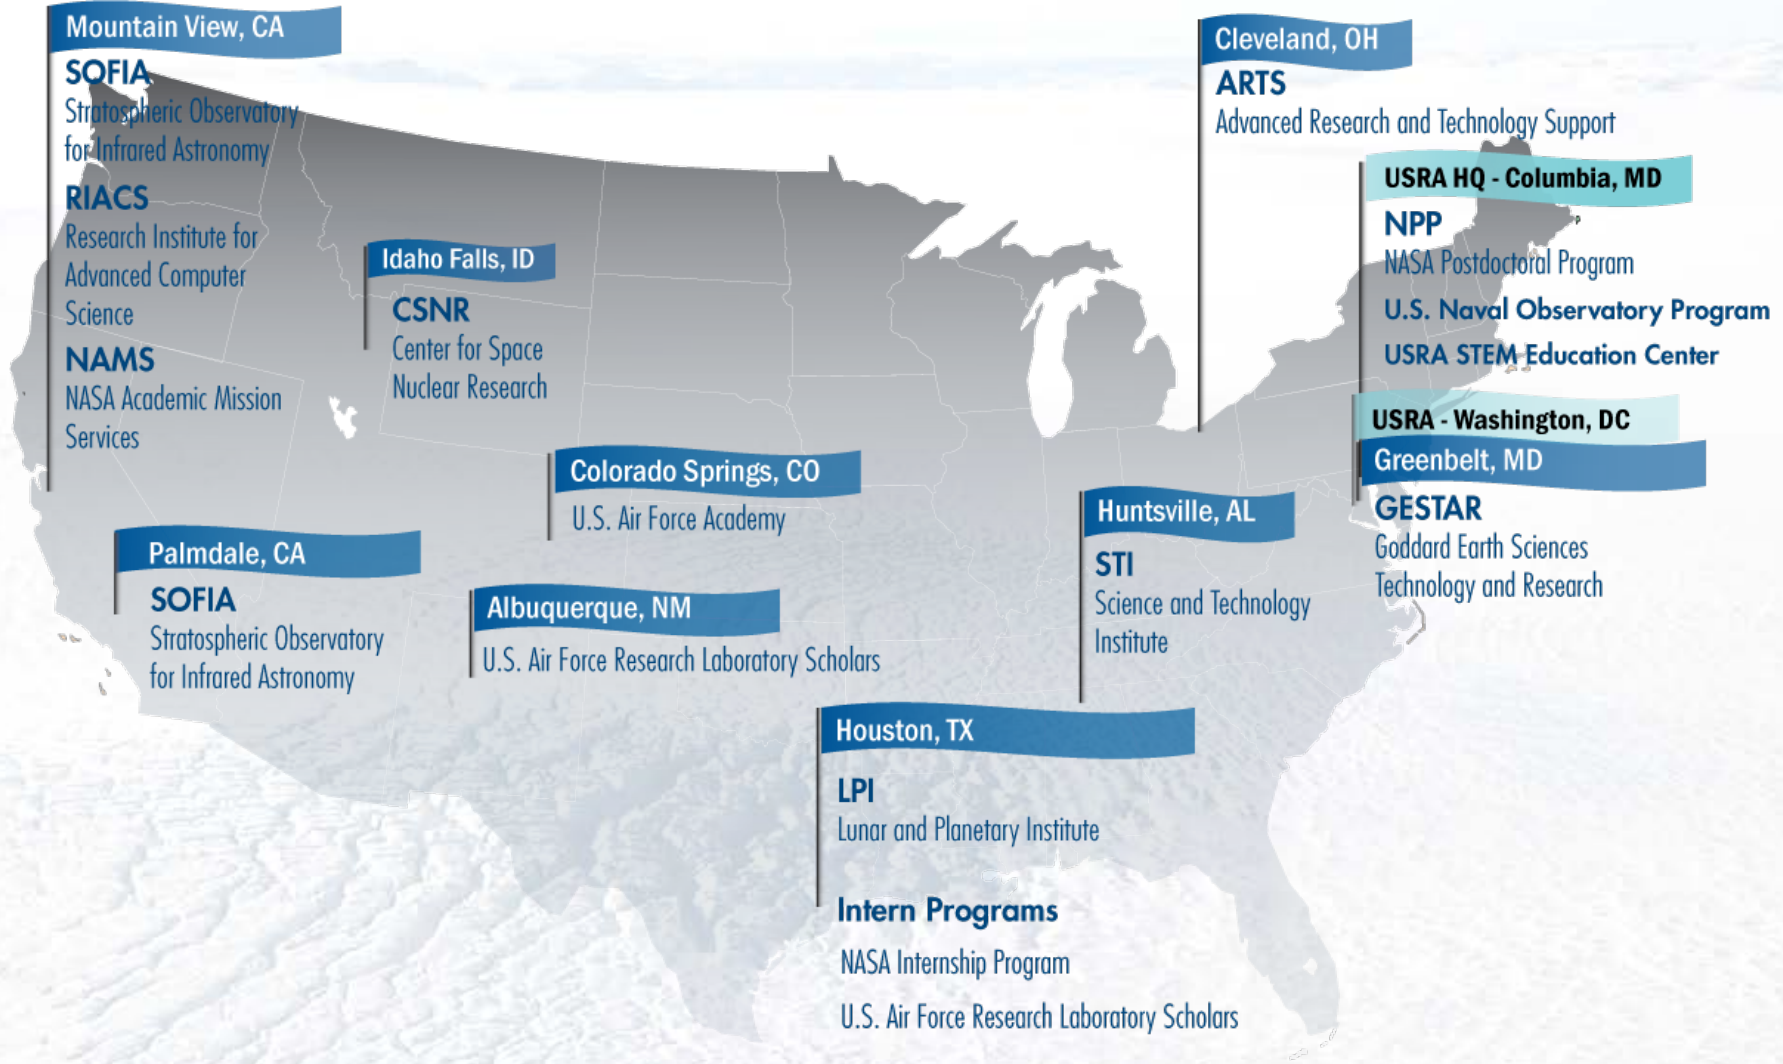 Mountain View, CA
SOFIA
Stratospheric Observatory
for Infrared Astronomy
RIACS
Research Institute for
Advanced Computer
Science
NAMS
NASA Academic Mission
Services
Palmdale, CA
SOFIA
Stratospheric Observatory
for Infrared Astronomy
Idaho Falls, ID
CSNR
Center for Space
Nuclear Research
Colorado Springs, CO
U.S. Air Force Academy
Albuquerque, NM
U.S. Air Force Research Laboratory Scholars
Houston, TX
LPI
Lunar and Planetary Institute
Intern Programs
NASA Internship Program
U.S. Air Force Research Laboratory Scholars
Huntsville, AL
STI
Science and Technology
Institute
Cleveland, OH
ARTS
Advanced Research and Technology Support
USRA HQ - Columbia, MD
NPP
NASA Postdoctoral Program
U.S. Naval Observatory Program
USRA STEM Education Center
USRA - Washington, DC
Greenbelt, MD
GESTAR
Goddard Earth Sciences
Technology and Research